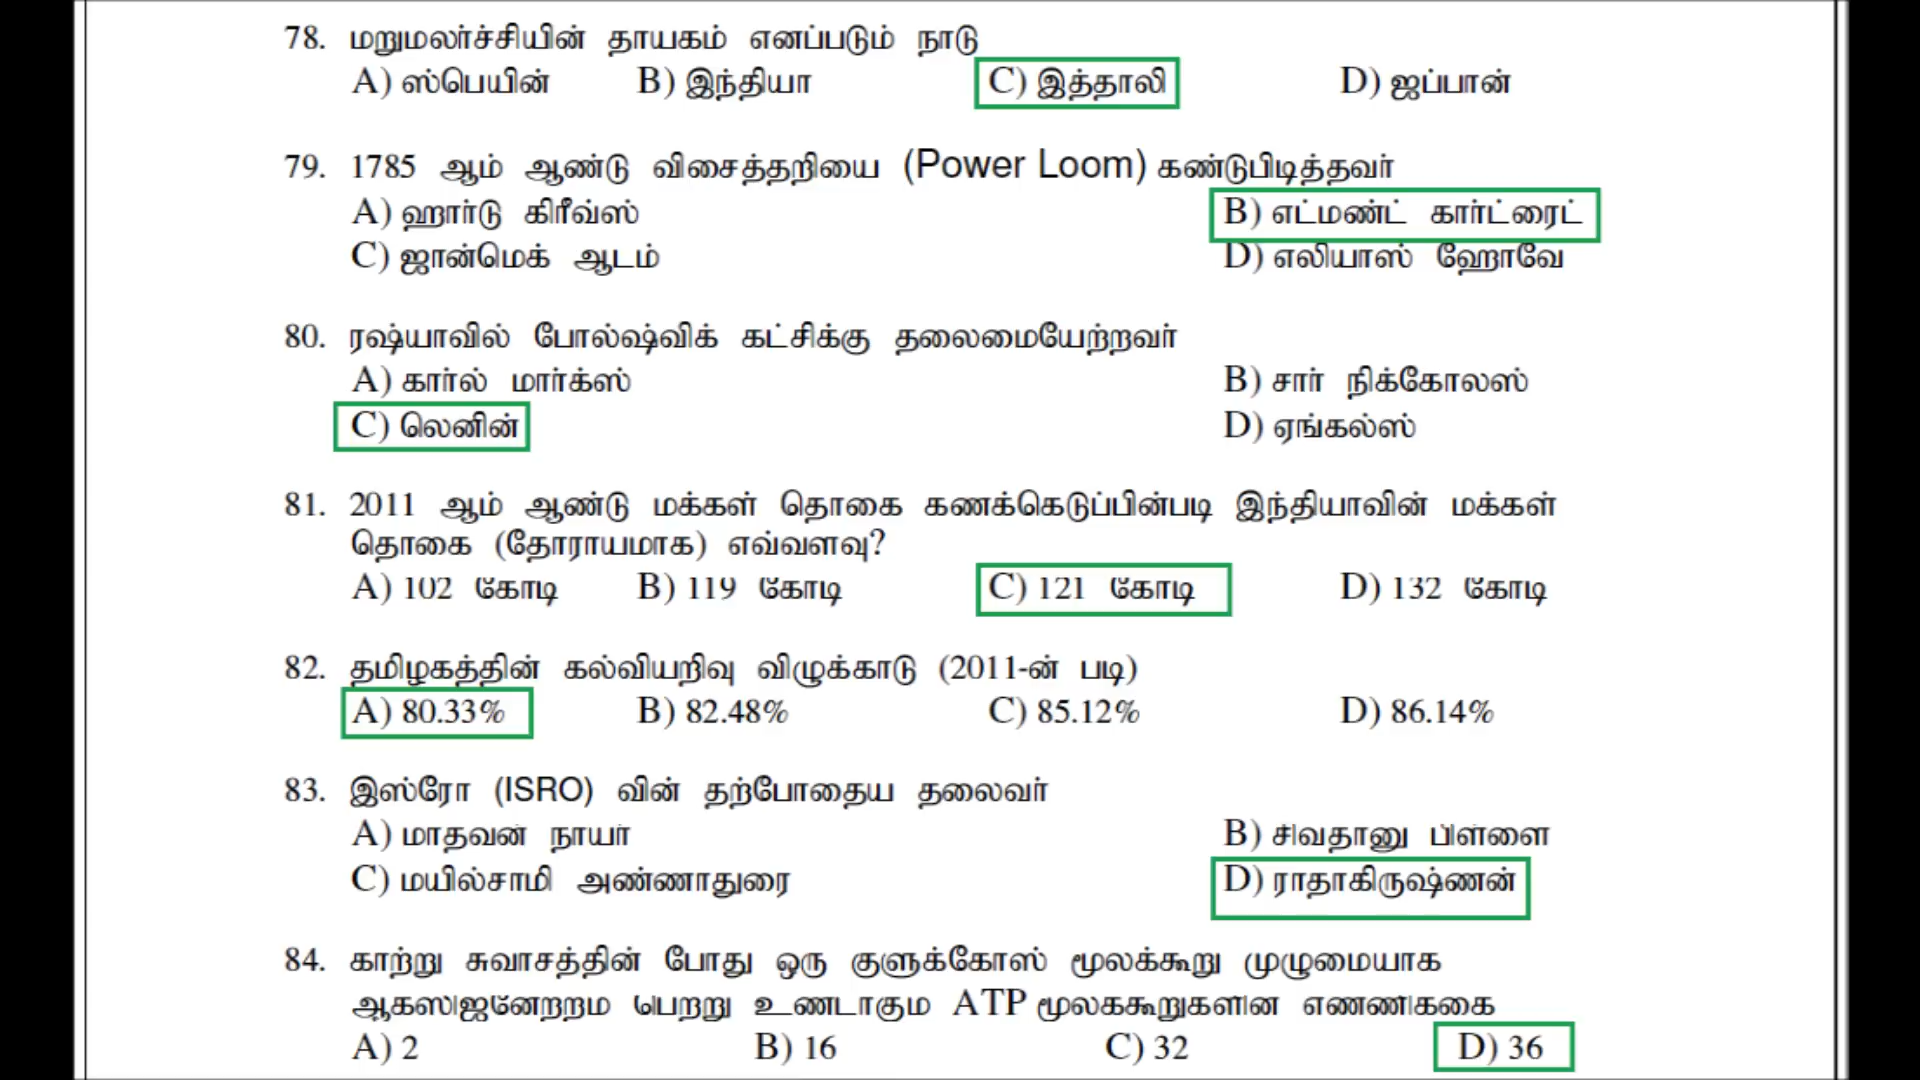 78. மறுமலர்ச்சியின் தாயகம் எனப்படும் நாடு
A) ஸ்பெயின் B) இந்தியா C) இத்தாலி D) ஜப்பான்
79. 1785 ஆம் ஆண்டு விசைத்தறியை (Power Loom) கண்டுபிடித்தவர்
A) ஹார்டு கிரீவ்ஸ் B) எட்மண்ட் கார்ட்ரைட்
C) ஜான்மெக் ஆடம் D) எலியாஸ் ஹோவே
80. ரஷ்யாவில் போல்ஷ்விக் கட்சிக்கு தலைமையேற்றவர்
A) கார்ல் மார்க்ஸ் B) சார் நிக்கோலஸ்
C) லெனின் D) ஏங்கல்ஸ்
81. 2011 ஆம் ஆண்டு மக்கள் தொகை கணக்கெடுப்பின்படி இந்தியாவின் மக்கள்
தொகை (தோராயமாக) எவ்வளவு?
A) 102 கோடி B) 119 கோடி C) 121 கோடி D) 132 கோடி
82. தமிழகத்தின் கல்வியறிவு விழுக்காடு (2011-ன் படி)
A) 80.33% B) 82.48% C) 85.12% D) 86.14%
83. இஸ்ரோ (ISRO) வின் தற்போதைய தலைவர்
A) மாதவன் நாயர் B) சிவதானு பிள்ளை
C) மயில்சாமி அண்ணாதுரை D) ராதாகிருஷ்ணன்
84. காற்று சுவாசத்தின் போது ஒரு குளுக்கோஸ் மூலக்கூறு முழுமையாக
ஆக்ஸிஜனேற்றம் பெற்று உண்டாகும் ATP மூலக்கூறுகளின் எண்ணிக்கை
A) 2 B) 16 C) 32 D) 36